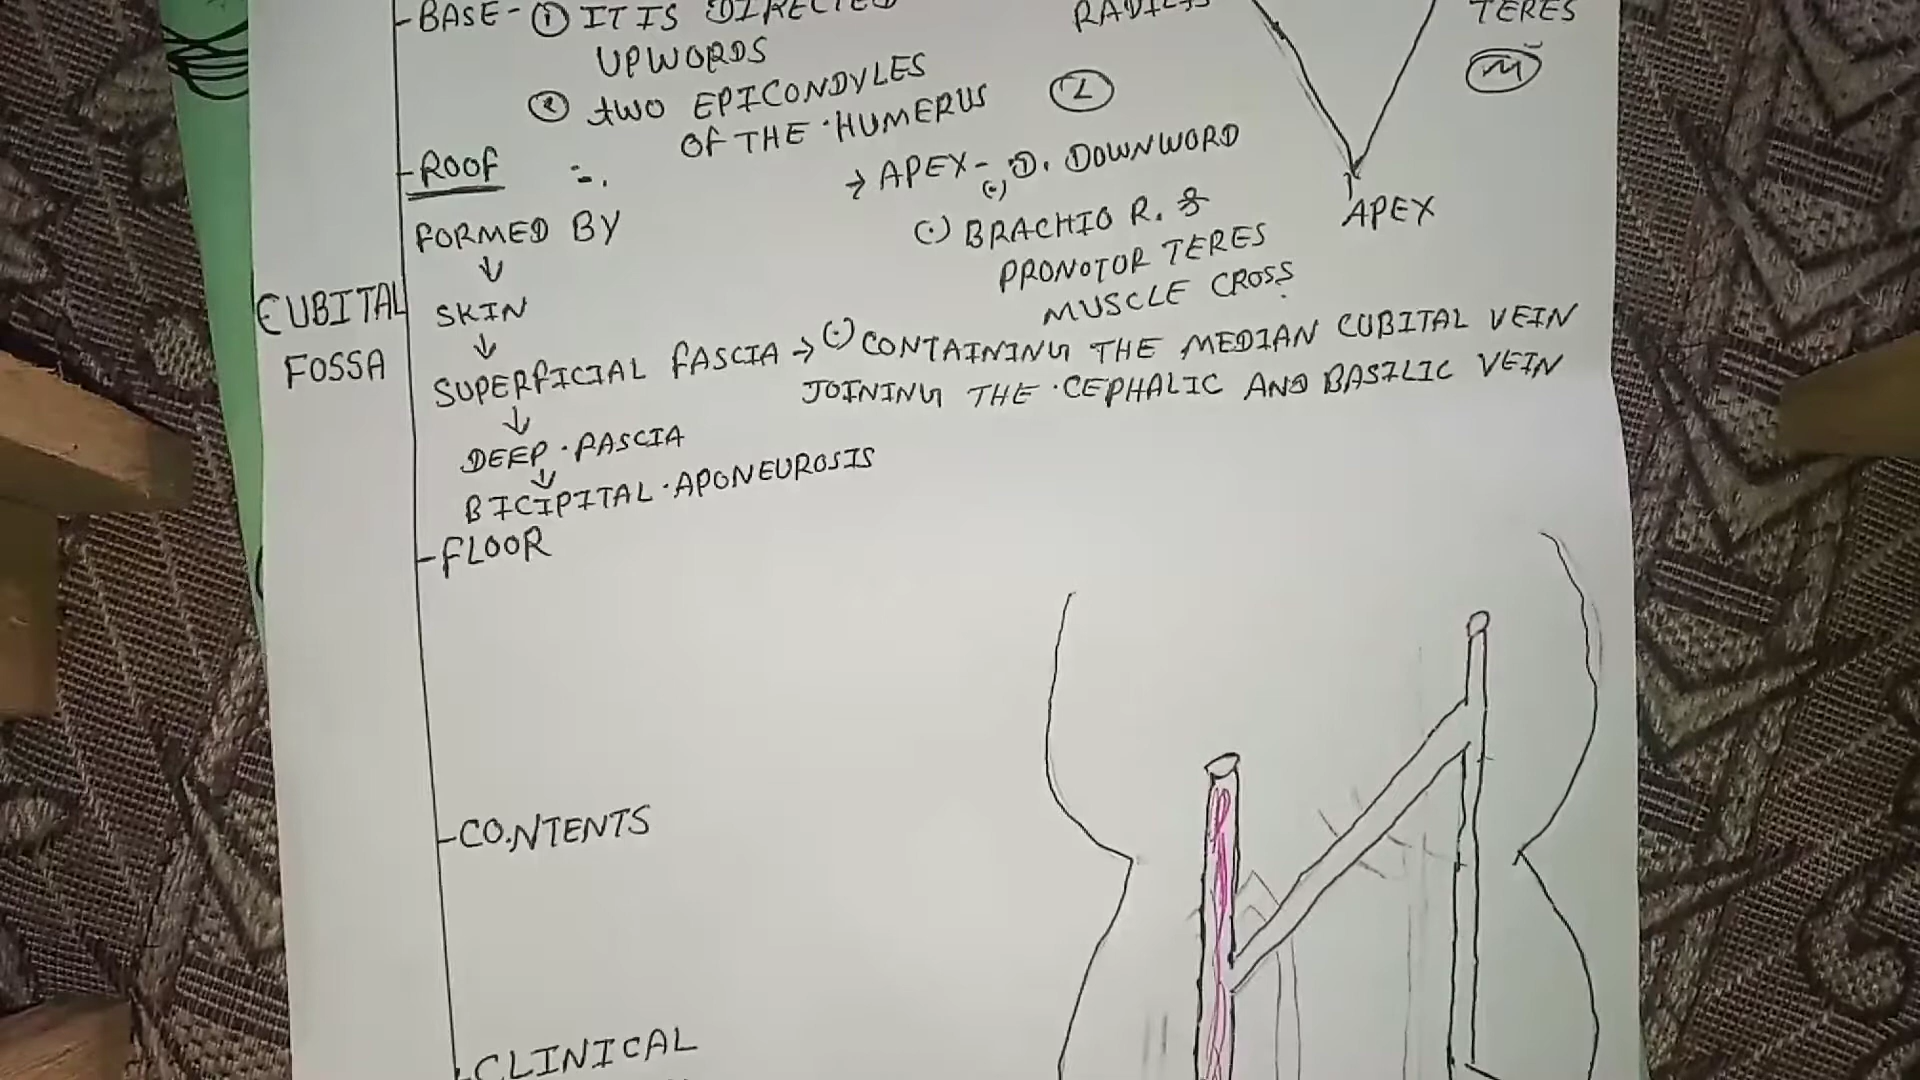 BASE - ① IT IS DIRECTED
UPWORDS
② TWO EPICONDYLES
OF THE HUMERUS
RADIUS
TERES
L
M
- ROOF :-.
FORMED BY
↓
SKIN
↓
SUPERFICIAL FASCIA → (·) CONTAINING THE MEDIAN CUBITAL VEIN
JOINING THE CEPHALIC AND BASILIC VEIN
↓
DEEP FASCIA
↓
BICIPITAL APONEUROSIS
→ APEX - ①. DOWNWORD
(·) BRACHIO R. &
PRONOTOR TERES
MUSCLE CROSS
APEX
CUBITAL
FOSSA
- FLOOR
- CONTENTS
- CLINICAL